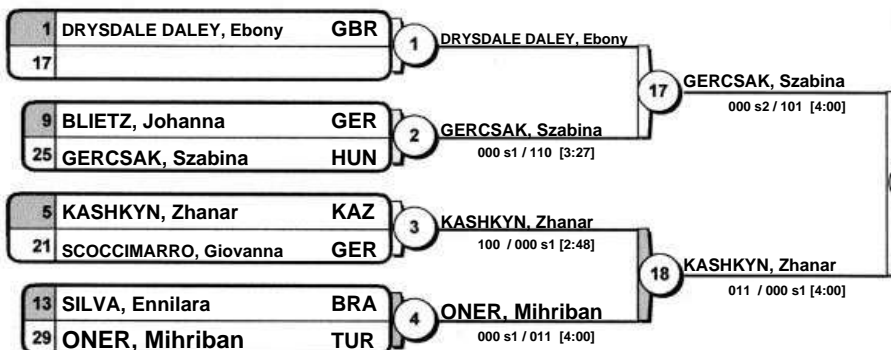 1 DRYSDALE DALEY, Ebony GBR
17
1
DRYSDALE DALEY, Ebony
9 BLIETZ, Johanna GER
25 GERCSAK, Szabina HUN
2
GERCSAK, Szabina
000 s1 / 110 [3:27]
17
GERCSAK, Szabina
000 s2 / 101 [4:00]
5 KASHKYN, Zhanar KAZ
21 SCOCCIMARRO, Giovanna GER
3
KASHKYN, Zhanar
100 / 000 s1 [2:48]
13 SILVA, Ennilara BRA
29 ONER, Mihriban TUR
4
ONER, Mihriban
000 s1 / 011 [4:00]
18
KASHKYN, Zhanar
011 / 000 s1 [4:00]